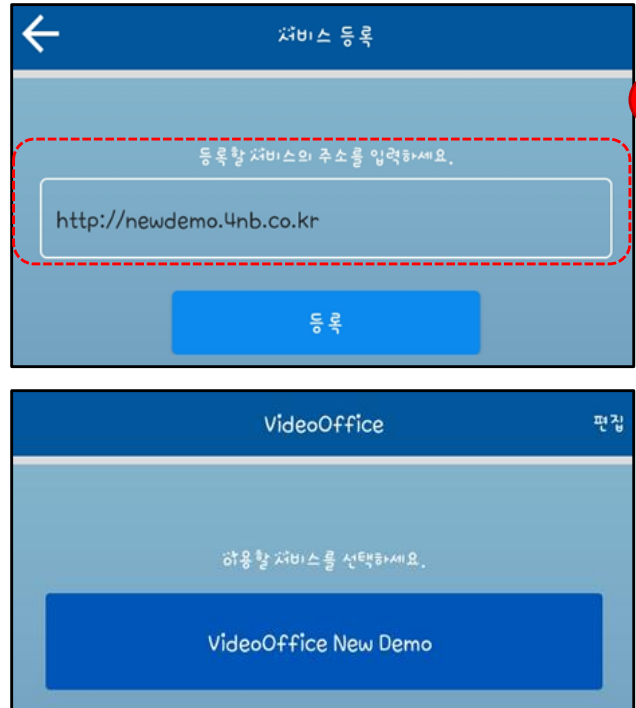 서비스 등록
등록할 서비스의 주소를 입력하세요.
http://newdemo.4nb.co.kr
등록
VideoOffice
편집
이용할 서비스를 선택하세요.
VideoOffice New Demo